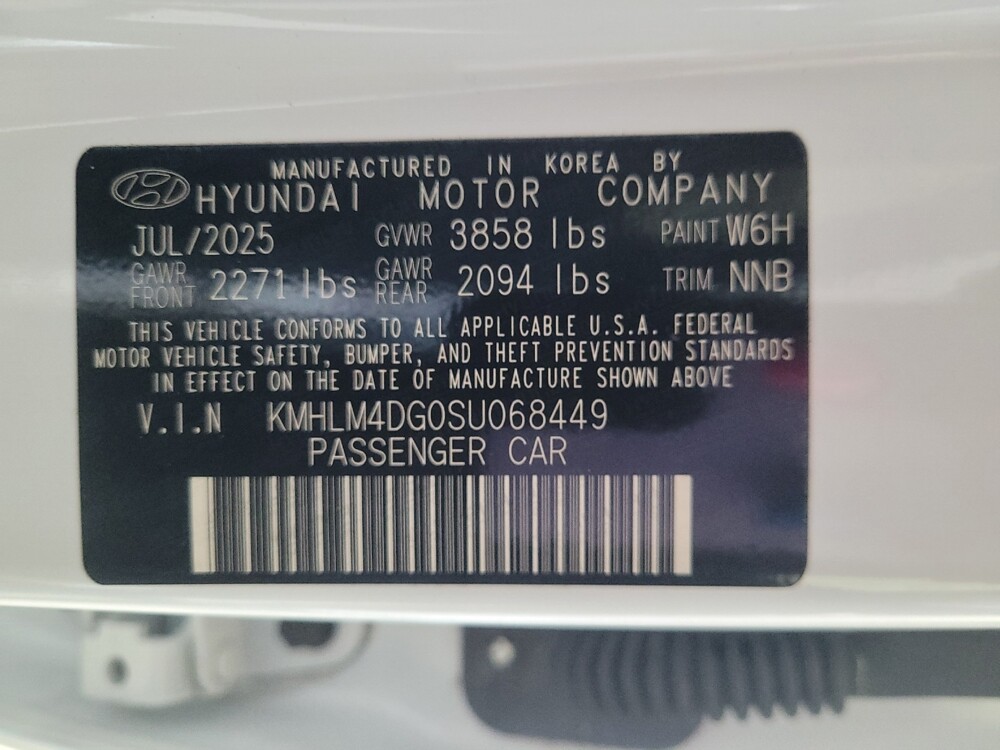 MANUFACTURED IN KOREA BY
HYUNDAI MOTOR COMPANY
JUL/2025 GVWR 3858 lbs PAINT W6H
GAWR FRONT 2271 lbs GAWR REAR 2094 lbs TRIM NNB
THIS VEHICLE CONFORMS TO ALL APPLICABLE U.S.A. FEDERAL
MOTOR VEHICLE SAFETY, BUMPER, AND THEFT PREVENTION STANDARDS
IN EFFECT ON THE DATE OF MANUFACTURE SHOWN ABOVE
V.I.N KMHLM4DG0SU068449
PASSENGER CAR